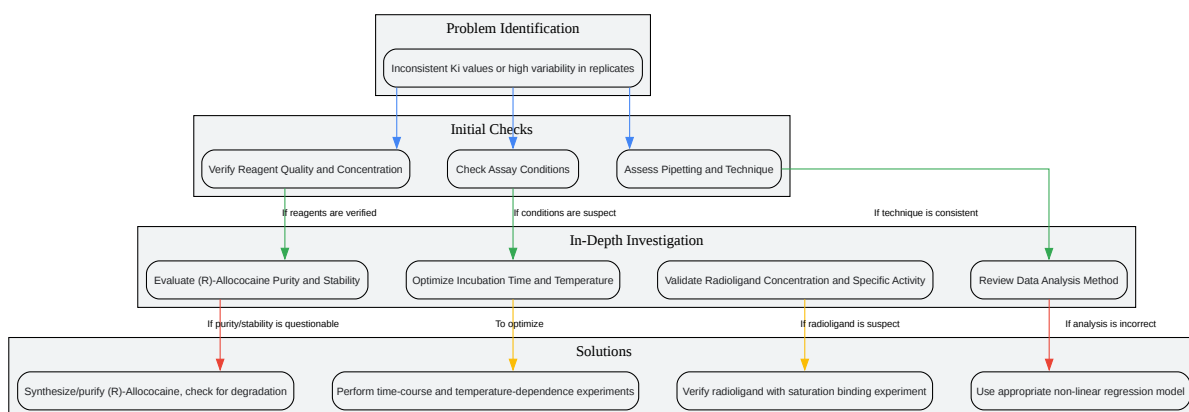 Problem Identification
Inconsistent Ki values or high variability in replicates
Initial Checks
Verify Reagent Quality and Concentration
Check Assay Conditions
Assess Pipetting and Technique
If reagents are verified
If conditions are suspect
If technique is consistent
In-Depth Investigation
Evaluate (R)-Allococaine Purity and Stability
Optimize Incubation Time and Temperature
Validate Radioligand Concentration and Specific Activity
Review Data Analysis Method
If purity/stability is questionable
To optimize
If radioligand is suspect
If analysis is incorrect
Solutions
Synthesize/purify (R)-Allococaine, check for degradation
Perform time-course and temperature-dependence experiments
Verify radioligand with saturation binding experiment
Use appropriate non-linear regression model